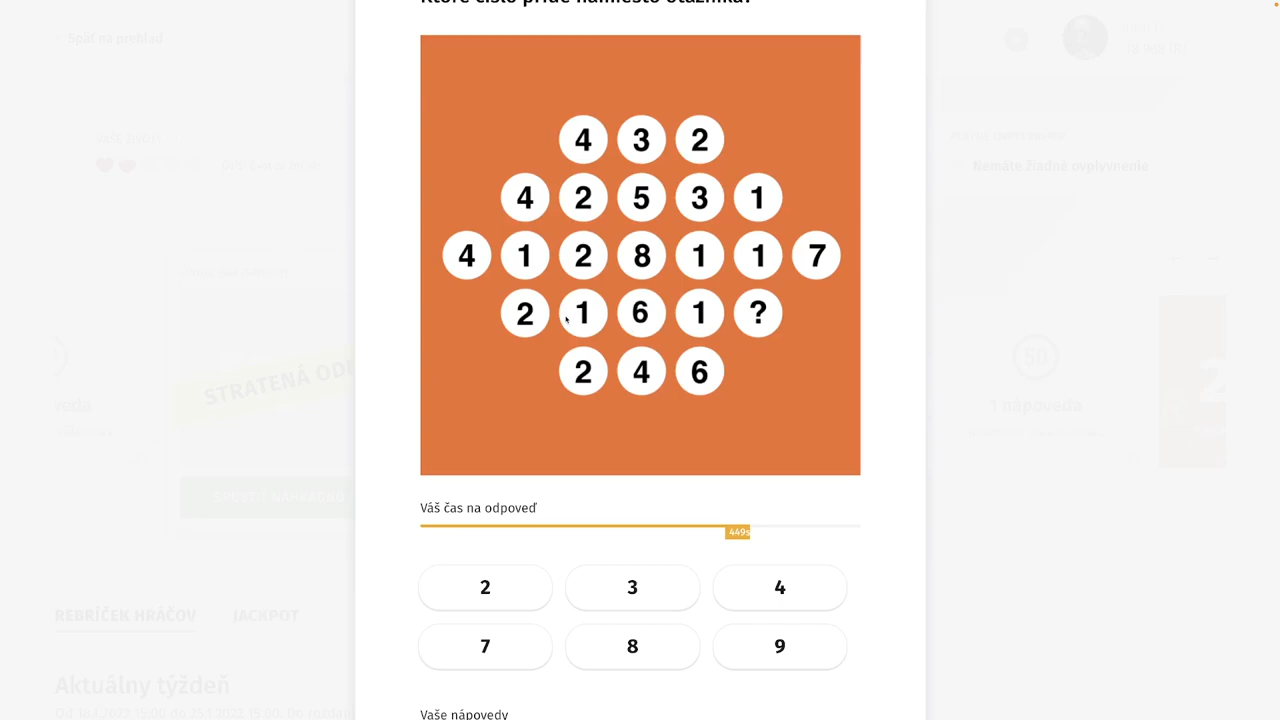 Ktoré číslo príde namiesto otáznika?
Späť na prehľad
Nemáte žiadné ovplyvnenie
4 3 2
4 2 5 3 1
4 1 2 8 1 1 7
2 1 6 1 ?
2 4 6
STRATENÁ
50
1 nápoveda
Váš čas na odpoveď
449s
2 3 4
7 8 9
REBRÍČEK HRÁČOV JACKPOT
Aktuálny týždeň
Vaše nápovedy